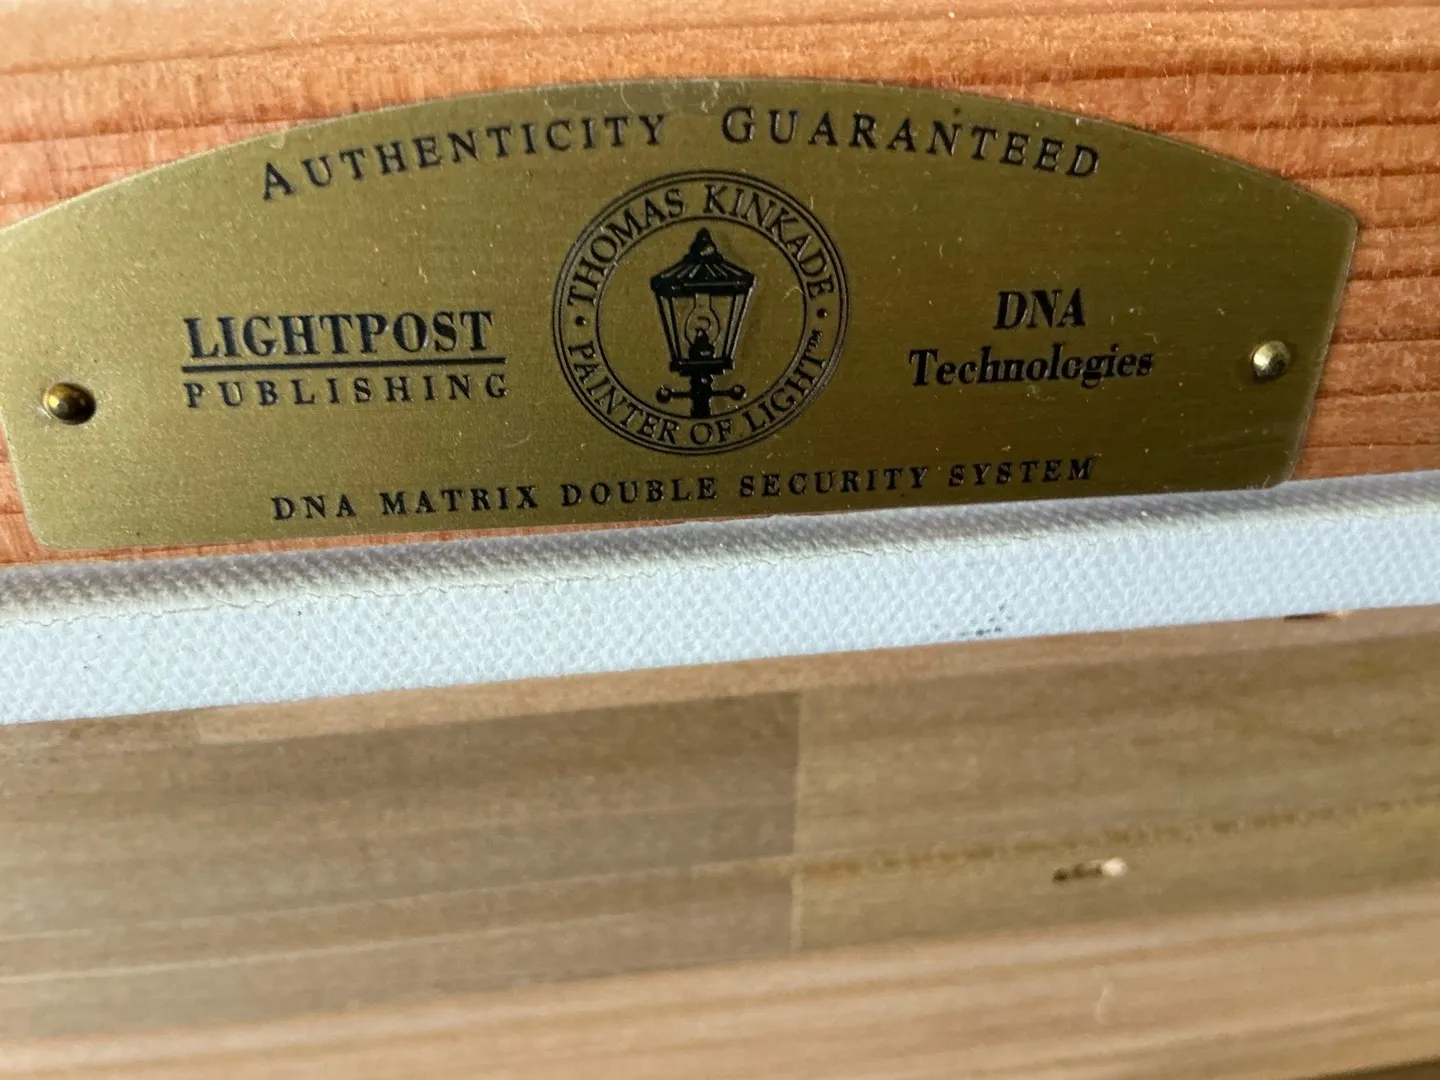 AUTHENTICITY GUARANTEED
LIGHTPOST
PUBLISHING
THOMAS KINKADE
• PAINTER OF LIGHT™ •
DNA
Technologies
DNA MATRIX DOUBLE SECURITY SYSTEM